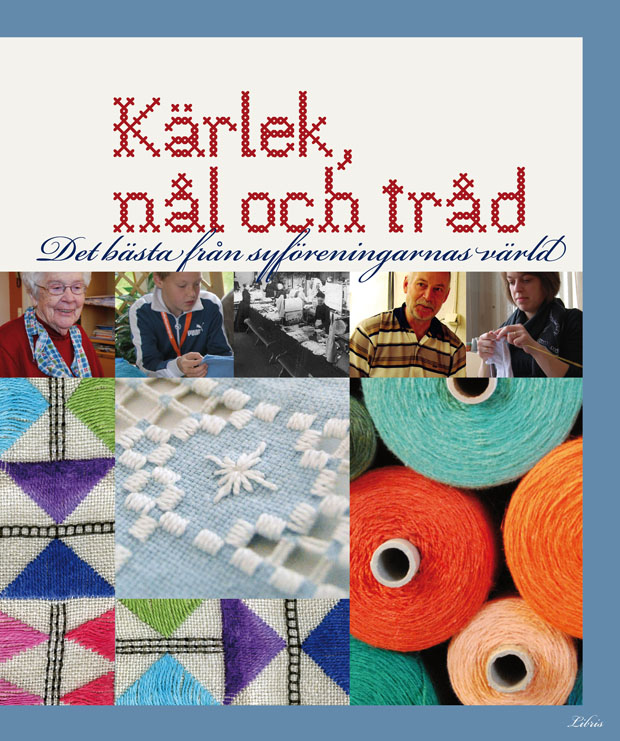 Kärlek,
nål och tråd
Det bästa från syföreningarnas värld
Libris